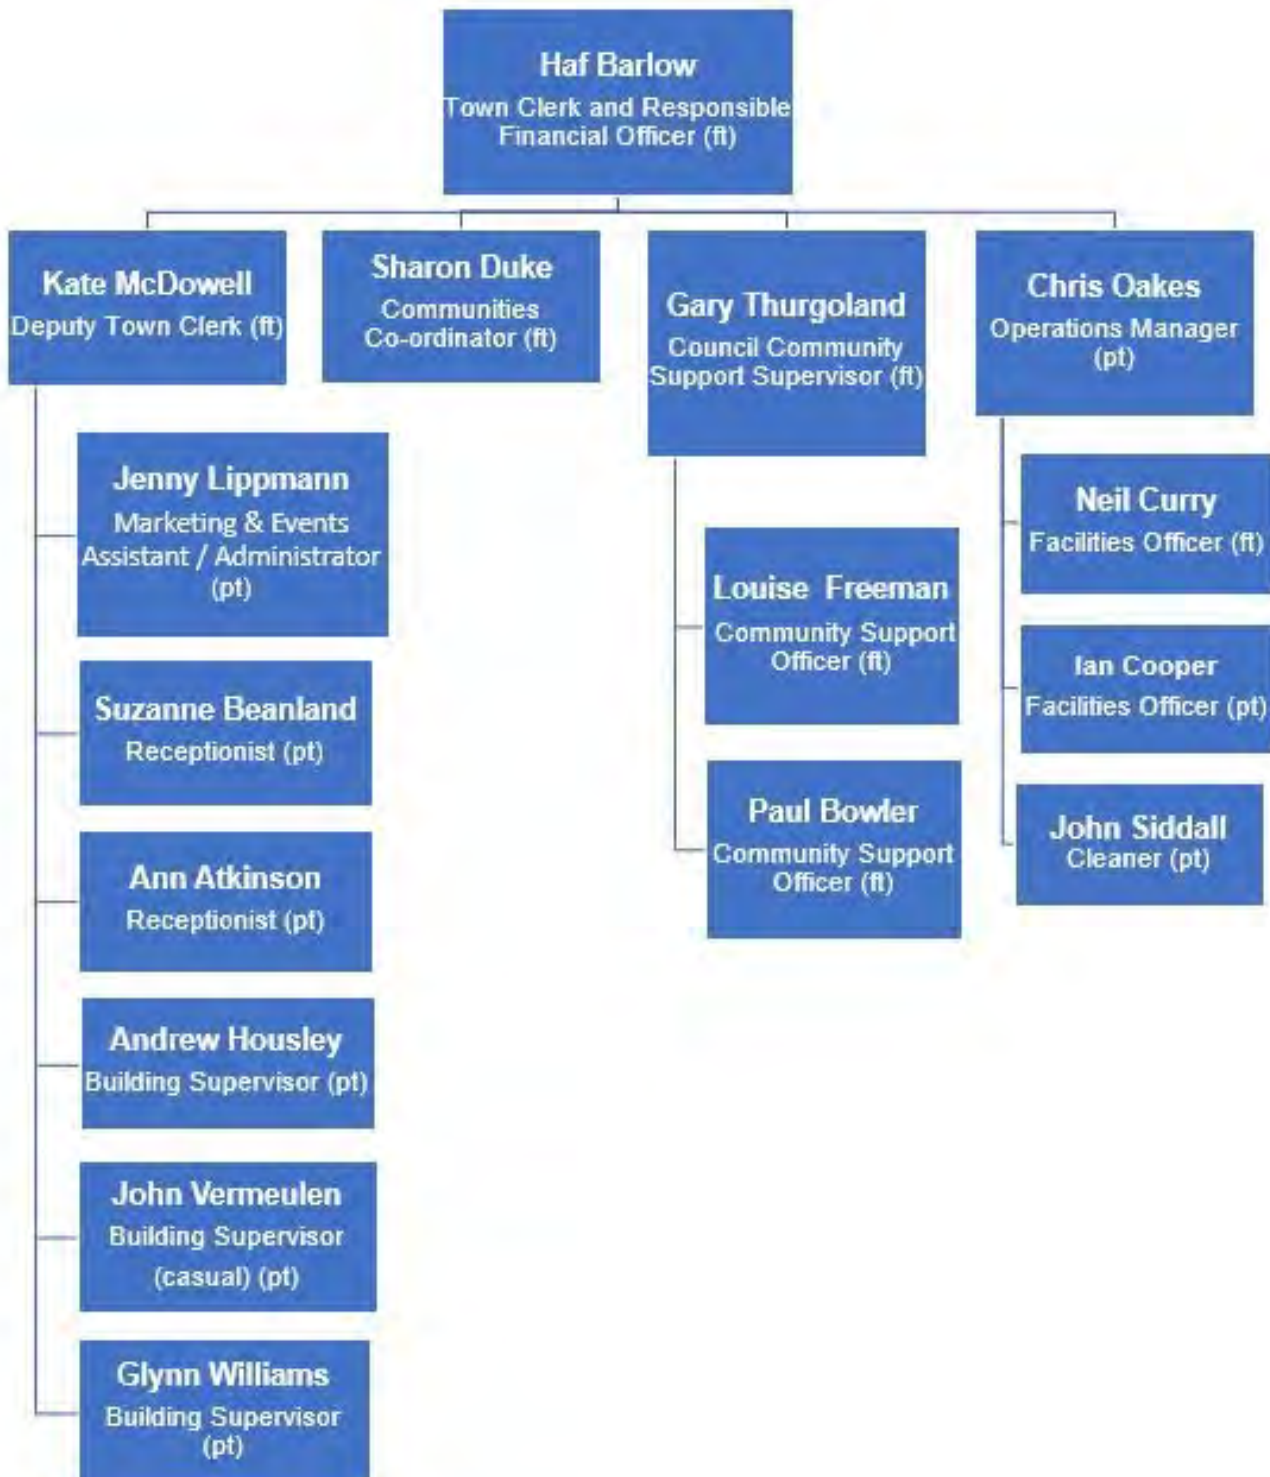 Haf Barlow
Town Clerk and Responsible
Financial Officer (ft)
Kate McDowell
Deputy Town Clerk (ft)
Sharon Duke
Communities
Co-ordinator (ft)
Gary Thurgoland
Council Community
Support Supervisor (ft)
Chris Oakes
Operations Manager
(pt)
Jenny Lippmann
Marketing & Events
Assistant / Administrator
(pt)
Suzanne Beanland
Receptionist (pt)
Ann Atkinson
Receptionist (pt)
Andrew Housley
Building Supervisor (pt)
John Vermeulen
Building Supervisor
(casual) (pt)
Glynn Williams
Building Supervisor
(pt)
Louise  Freeman
Community Support
Officer (ft)
Paul Bowler
Community Support
Officer (ft)
Neil Curry
Facilities Officer (ft)
Ian Cooper
Facilities Officer (pt)
John Siddall
Cleaner (pt)